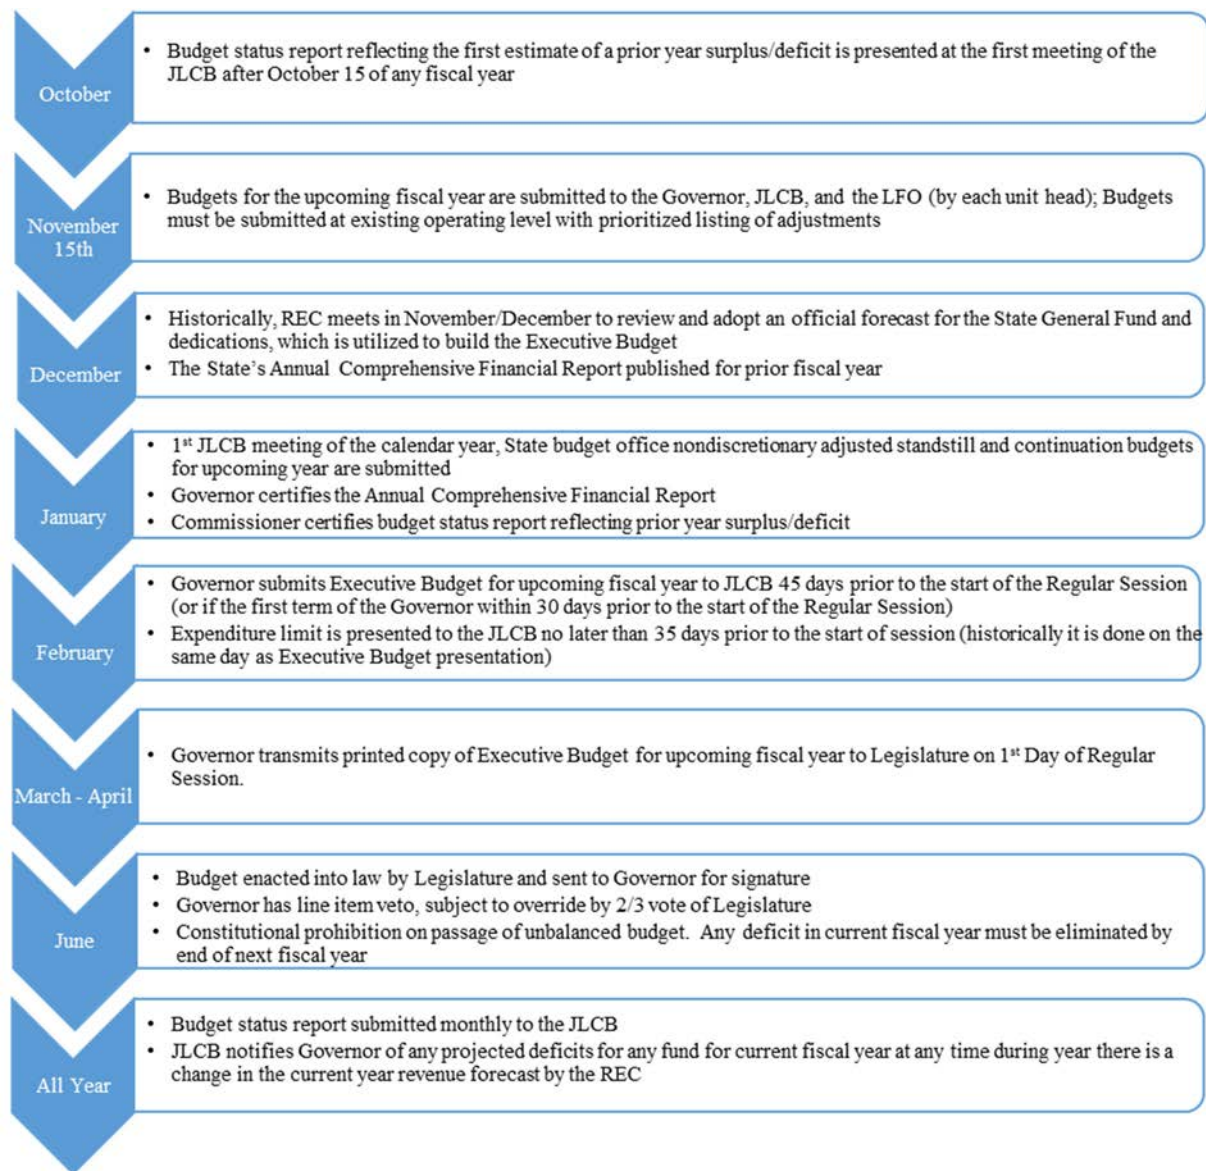 October
• Budget status report reflecting the first estimate of a prior year surplus/deficit is presented at the first meeting of the
JLCB after October 15 of any fiscal year
November
15th
• Budgets for the upcoming fiscal year are submitted to the Governor, JLCB, and the LFO (by each unit head); Budgets
must be submitted at existing operating level with prioritized listing of adjustments
December
• Historically, REC meets in November/December to review and adopt an official forecast for the State General Fund and
dedications, which is utilized to build the Executive Budget
• The State's Annual Comprehensive Financial Report published for prior fiscal year
January
• 1st JLCB meeting of the calendar year, State budget office nondiscretionary adjusted standstill and continuation budgets
for upcoming year are submitted
• Governor certifies the Annual Comprehensive Financial Report
• Commissioner certifies budget status report reflecting prior year surplus/deficit
February
• Governor submits Executive Budget for upcoming fiscal year to JLCB 45 days prior to the start of the Regular Session
(or if the first term of the Governor within 30 days prior to the start of the Regular Session)
• Expenditure limit is presented to the JLCB no later than 35 days prior to the start of session (historically it is done on the
same day as Executive Budget presentation)
March - April
• Governor transmits printed copy of Executive Budget for upcoming fiscal year to Legislature on 1st Day of Regular
Session.
June
• Budget enacted into law by Legislature and sent to Governor for signature
• Governor has line item veto, subject to override by 2/3 vote of Legislature
• Constitutional prohibition on passage of unbalanced budget. Any deficit in current fiscal year must be eliminated by
end of next fiscal year
All Year
• Budget status report submitted monthly to the JLCB
• JLCB notifies Governor of any projected deficits for any fund for current fiscal year at any time during year there is a
change in the current year revenue forecast by the REC